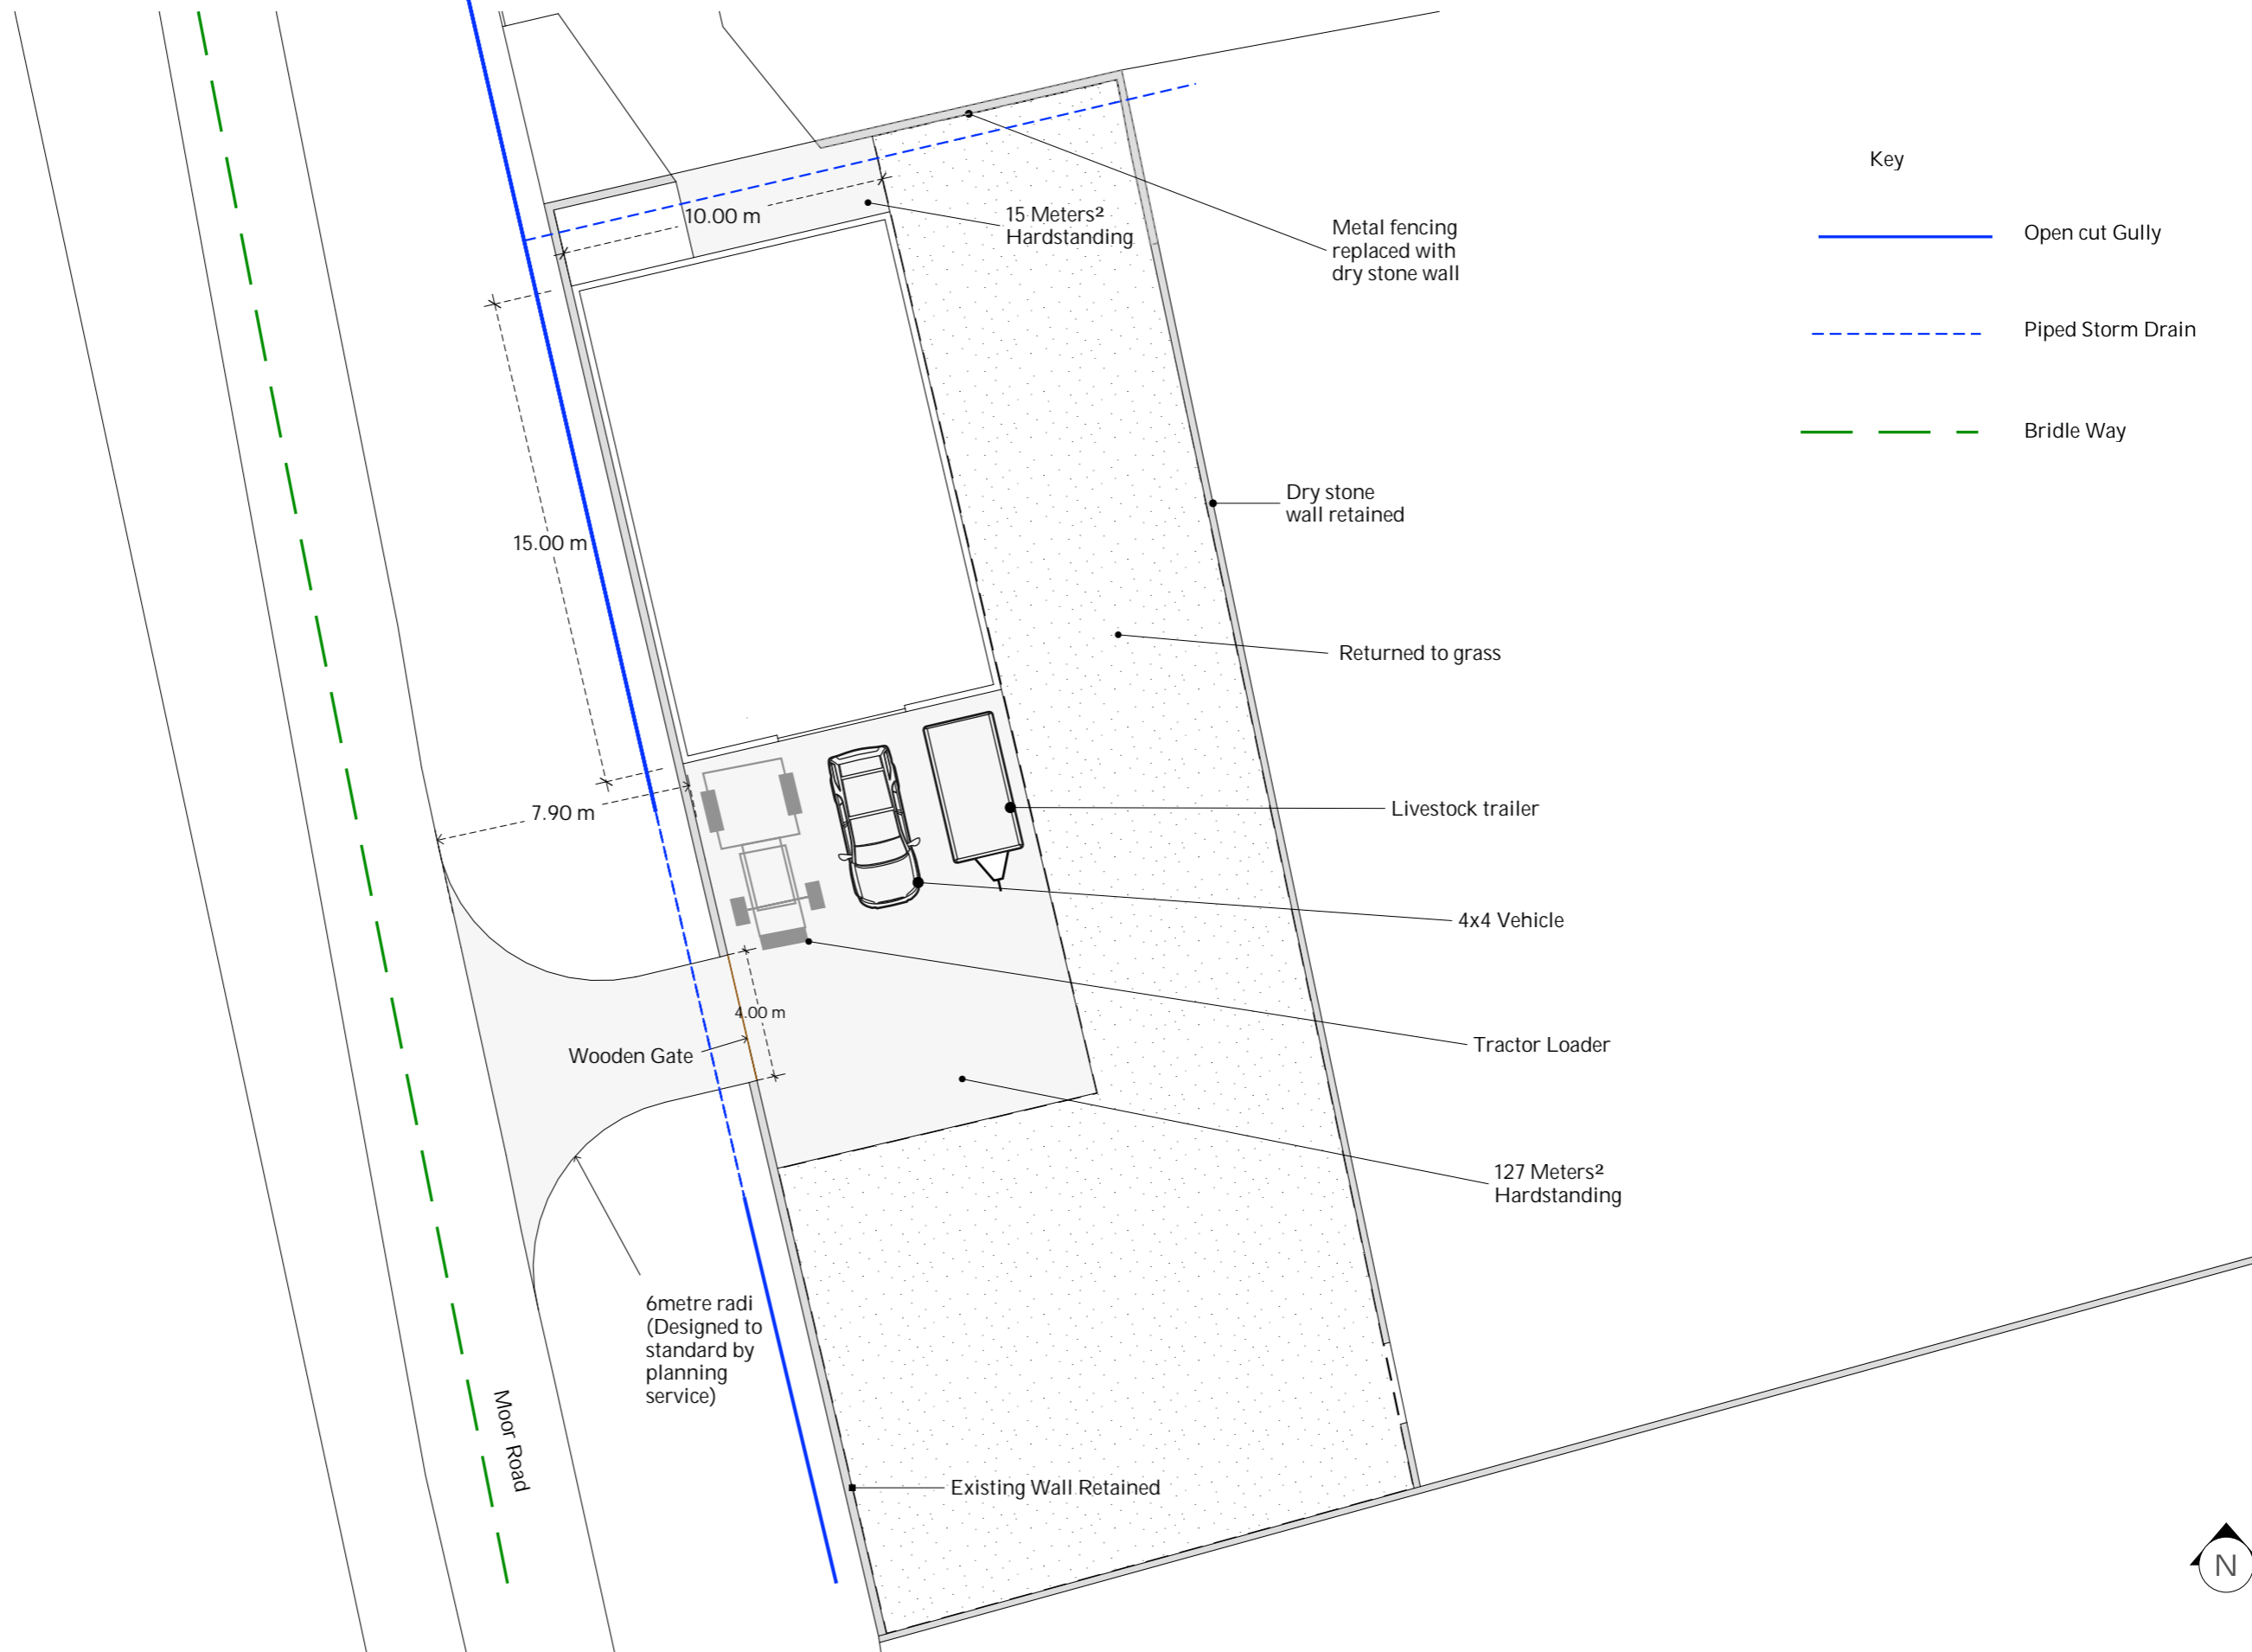 Key
Open cut Gully
Piped Storm Drain
Bridle Way
10.00 m
15 Meters²
Hardstanding
Metal fencing
replaced with
dry stone wall
15.00 m
Dry stone
wall retained
Returned to grass
7.90 m
Livestock trailer
4x4 Vehicle
4.00 m
Wooden Gate
Tractor Loader
127 Meters²
Hardstanding
6metre radi
(Designed to
standard by
planning
service)
Moor Road
Existing Wall Retained
N